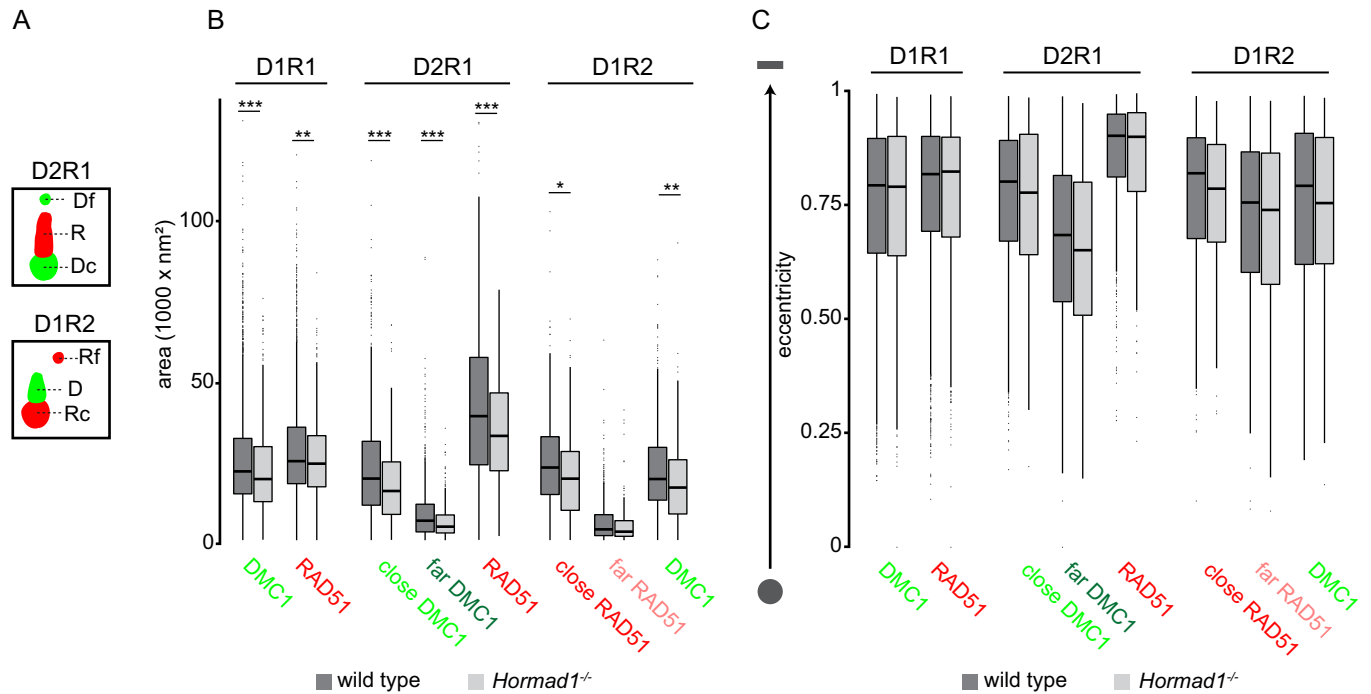 A
D2R1
Df
R
Dc
D1R2
Rf
D
Rc
B
D1R1
D2R1
D1R2
*** ** *** *** *** * **
area (1000 x nm²)
100
50
0
DMC1
RAD51
close DMC1
far DMC1
RAD51
close RAD51
far RAD51
DMC1
wild type
Hormad1⁻/⁻
C
D1R1
D2R1
D1R2
eccentricity
1
0.75
0.50
0.25
0
DMC1
RAD51
close DMC1
far DMC1
RAD51
close RAD51
far RAD51
DMC1
wild type
Hormad1⁻/⁻